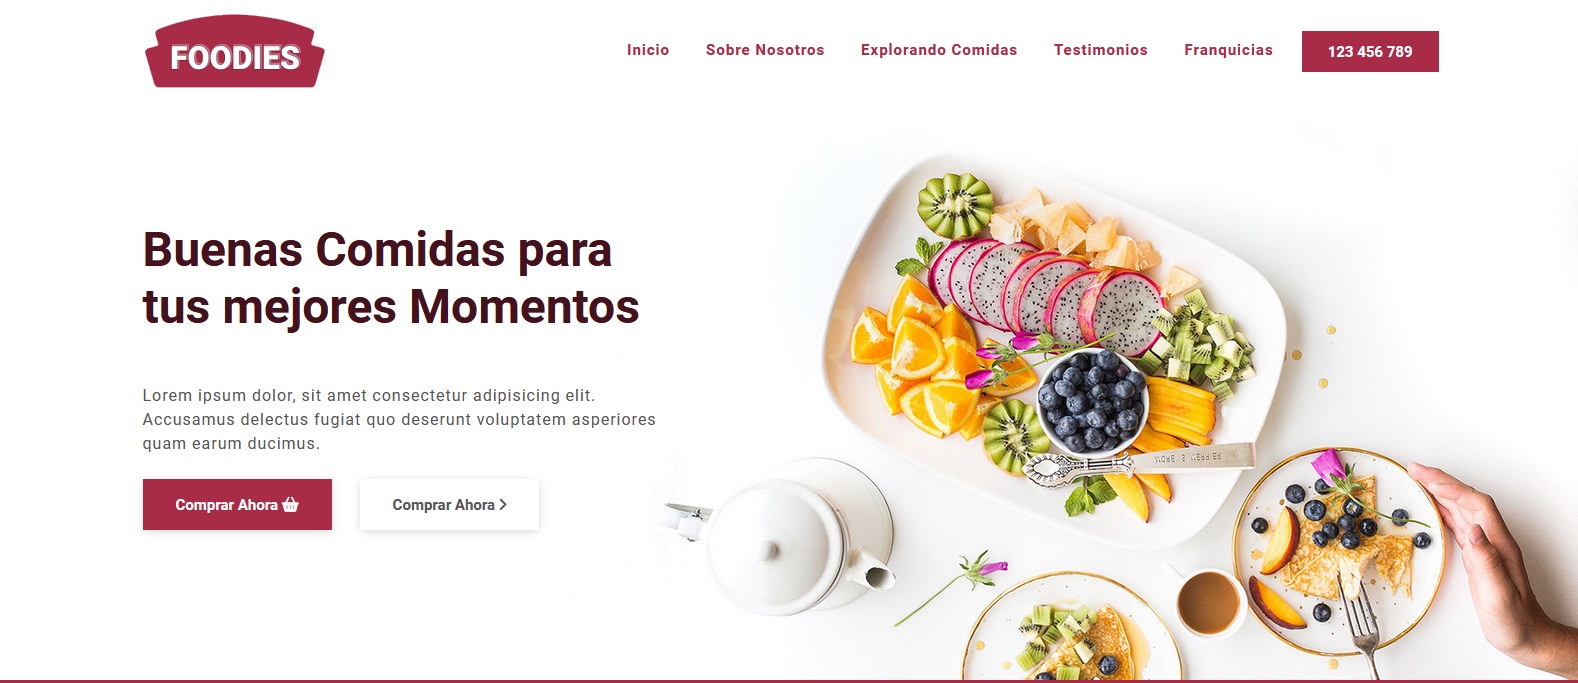 FOODIES
Inicio
Sobre Nosotros
Explorando Comidas
Testimonios
Franquicias
123 456 789
Buenas Comidas para
tus mejores Momentos
Lorem ipsum dolor, sit amet consectetur adipisicing elit.
Accusamus delectus fugiat quo deserunt voluptatem asperiores
quam earum ducimus.
Comprar Ahora
Comprar Ahora